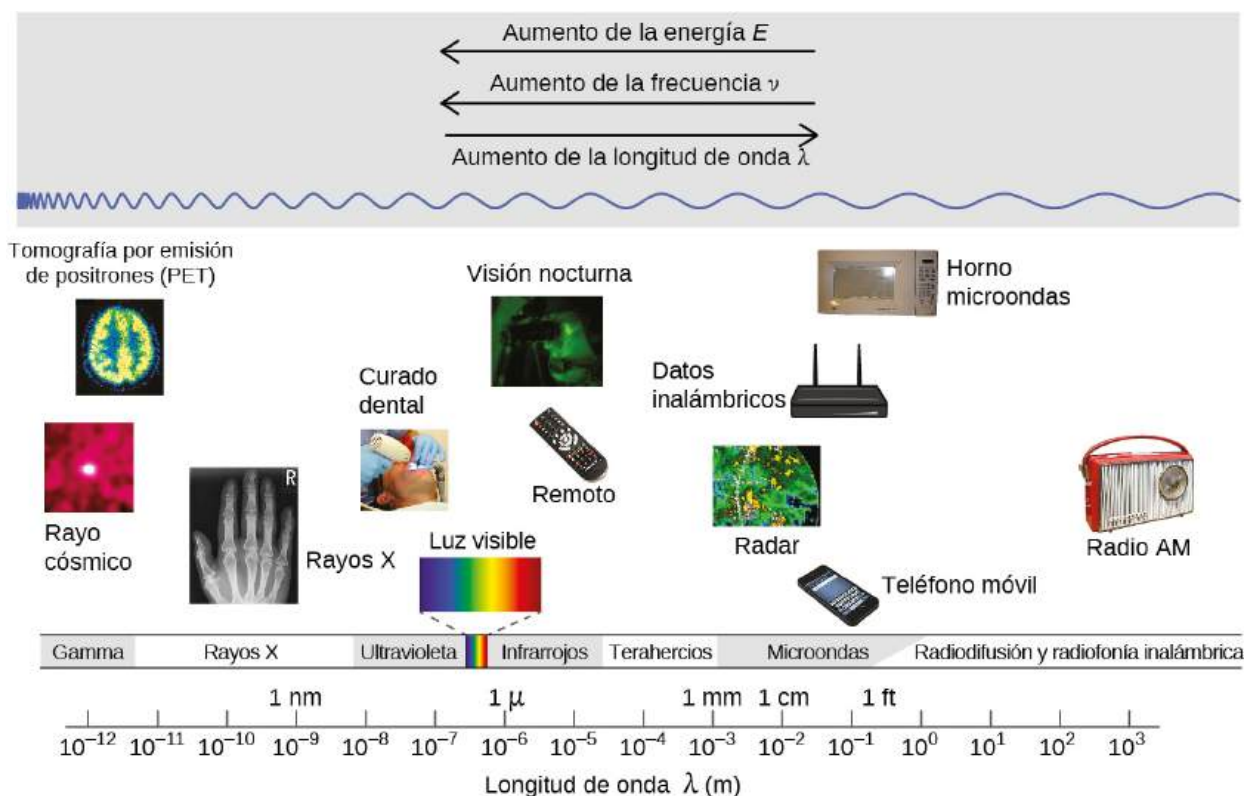 Aumento de la energía E
Aumento de la frecuencia ν
Aumento de la longitud de onda λ
Tomografía por emisión
de positrones (PET)
Visión nocturna
Horno
microondas
Curado
dental
Datos
inalámbricos
Remoto
Rayo
cósmico
R
Rayos X
Luz visible
Radar
Radio AM
Teléfono móvil
Gamma Rayos X Ultravioleta Infrarrojos Terahercios Microondas Radiodifusión y radiofonía inalámbrica
1 nm 1 μ 1 mm 1 cm 1 ft
10⁻¹² 10⁻¹¹ 10⁻¹⁰ 10⁻⁹ 10⁻⁸ 10⁻⁷ 10⁻⁶ 10⁻⁵ 10⁻⁴ 10⁻³ 10⁻² 10⁻¹ 10⁰ 10¹ 10² 10³
Longitud de onda λ (m)